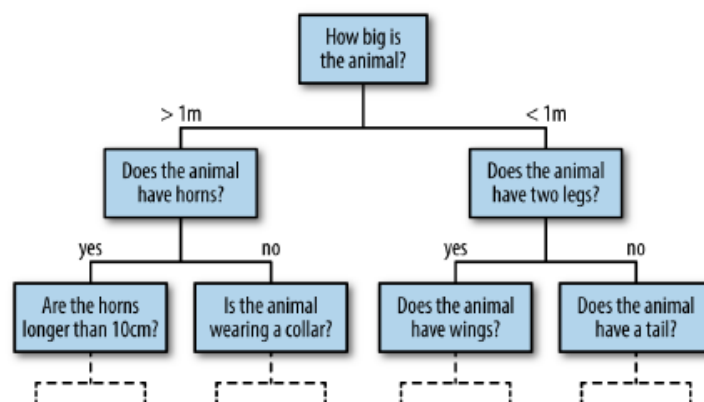 How big is
the animal?
> 1m
< 1m
Does the animal
have horns?
Does the animal
have two legs?
yes
no
yes
no
Are the horns
longer than 10cm?
Is the animal
wearing a collar?
Does the animal
have wings?
Does the animal
have a tail?